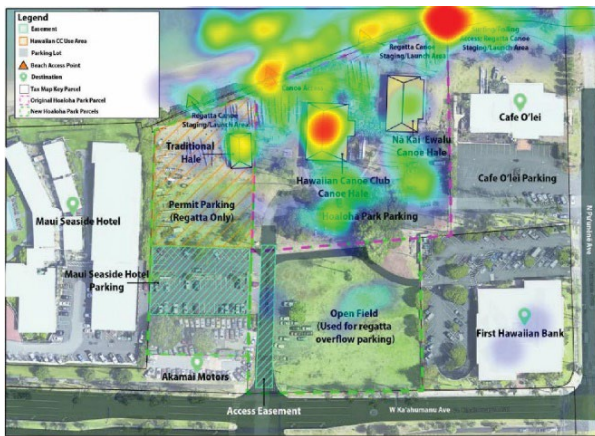 Legend
Easement
Hawaiian CC Use Area
Parking Lot
Beach Access Point
Destination
Tax Map Key Parcel
Original Hoaloha Park Parcel
New Hoaloha Park Parcels
Regatta Canoe
Staging/Launch Area
Access Regatta Canoe
Staging/Launch Area
Canoe
Regatta Canoe
Staging/Launch Area
Cafe O'lei
Traditional
Hale
Na Kai 'Ewalu
Canoe Hale
Hawaiian Canoe Club
Canoe Hale
Cafe O'lei Parking
Permit Parking
(Regatta Only)
Hoaloha Park Parking
Maui Seaside Hotel
Maui Seaside Hotel
Parking
Open Field
(Used for regatta
overflow parking)
First Hawaiian Bank
Akamai Motors
Access Easement
W Ka'ahumanu Ave